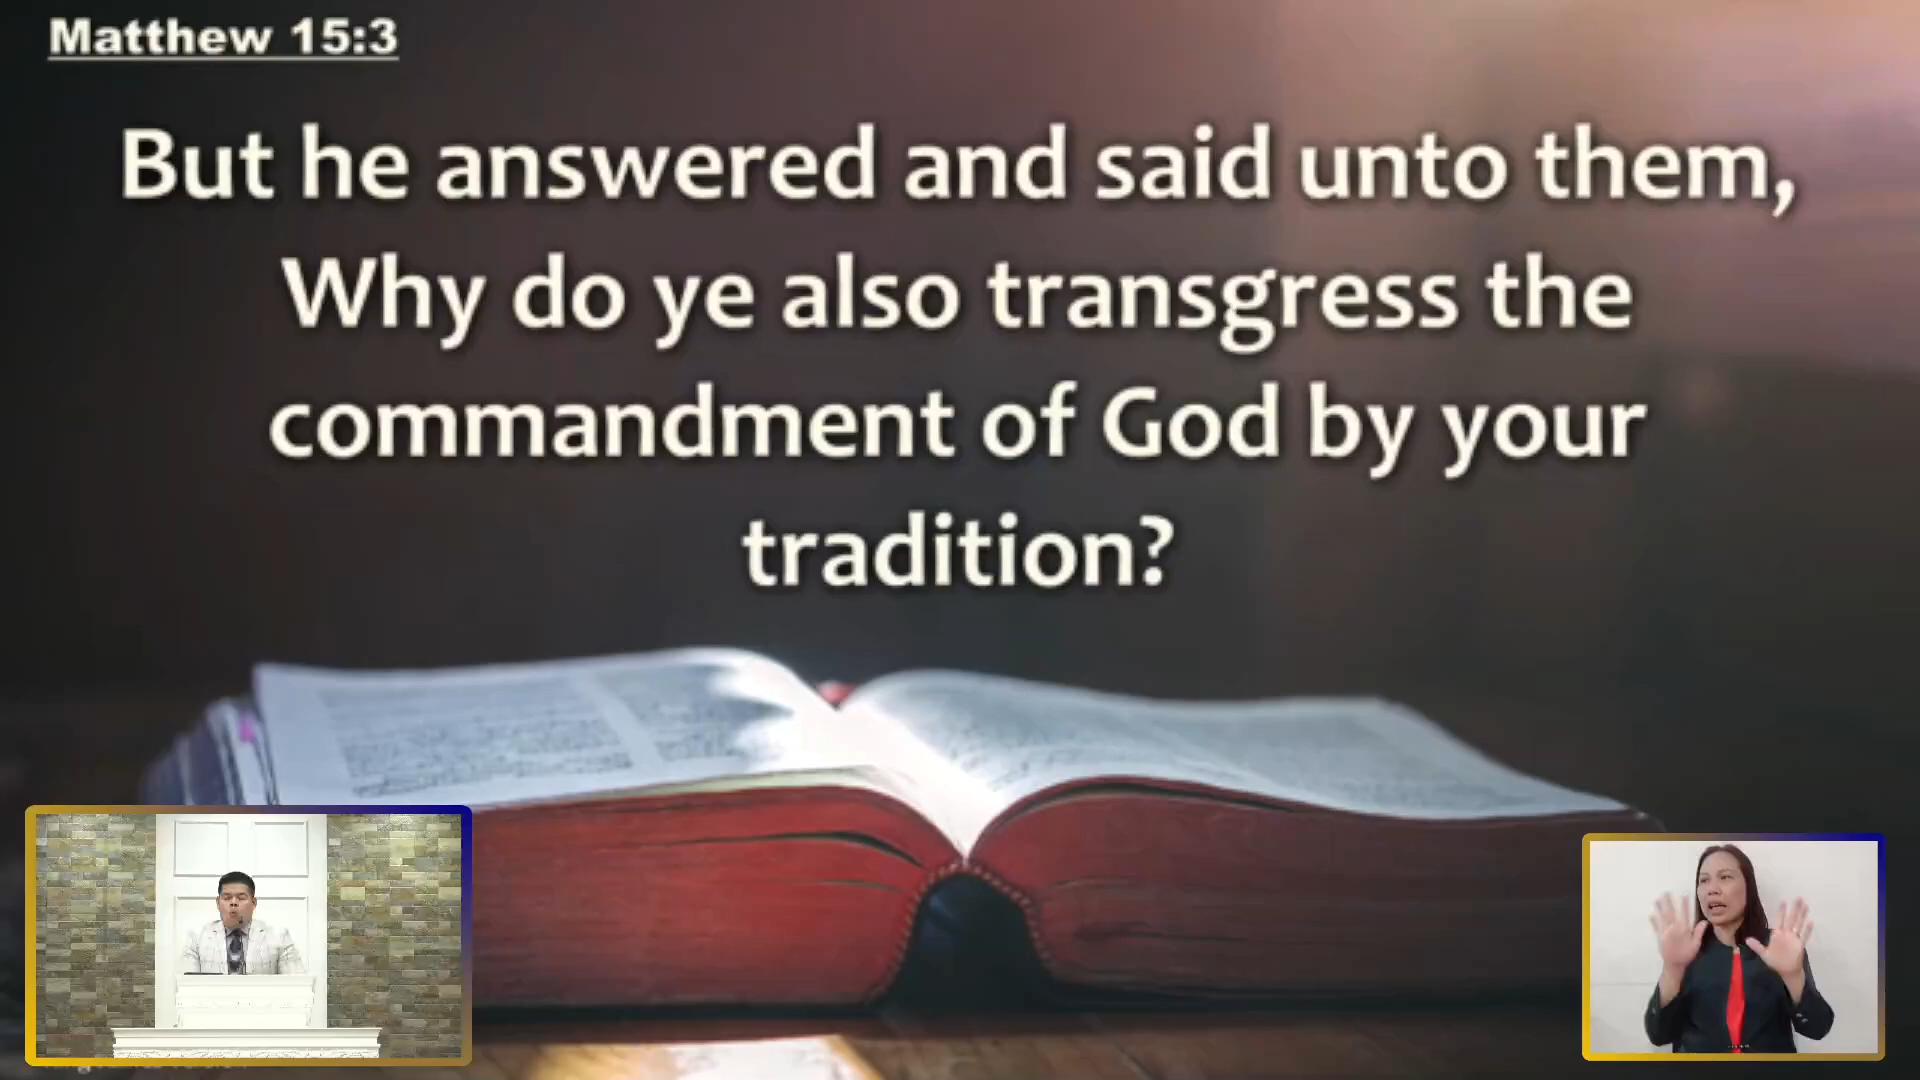 Matthew 15:3
But he answered and said unto them,
Why do ye also transgress the
commandment of God by your
tradition?